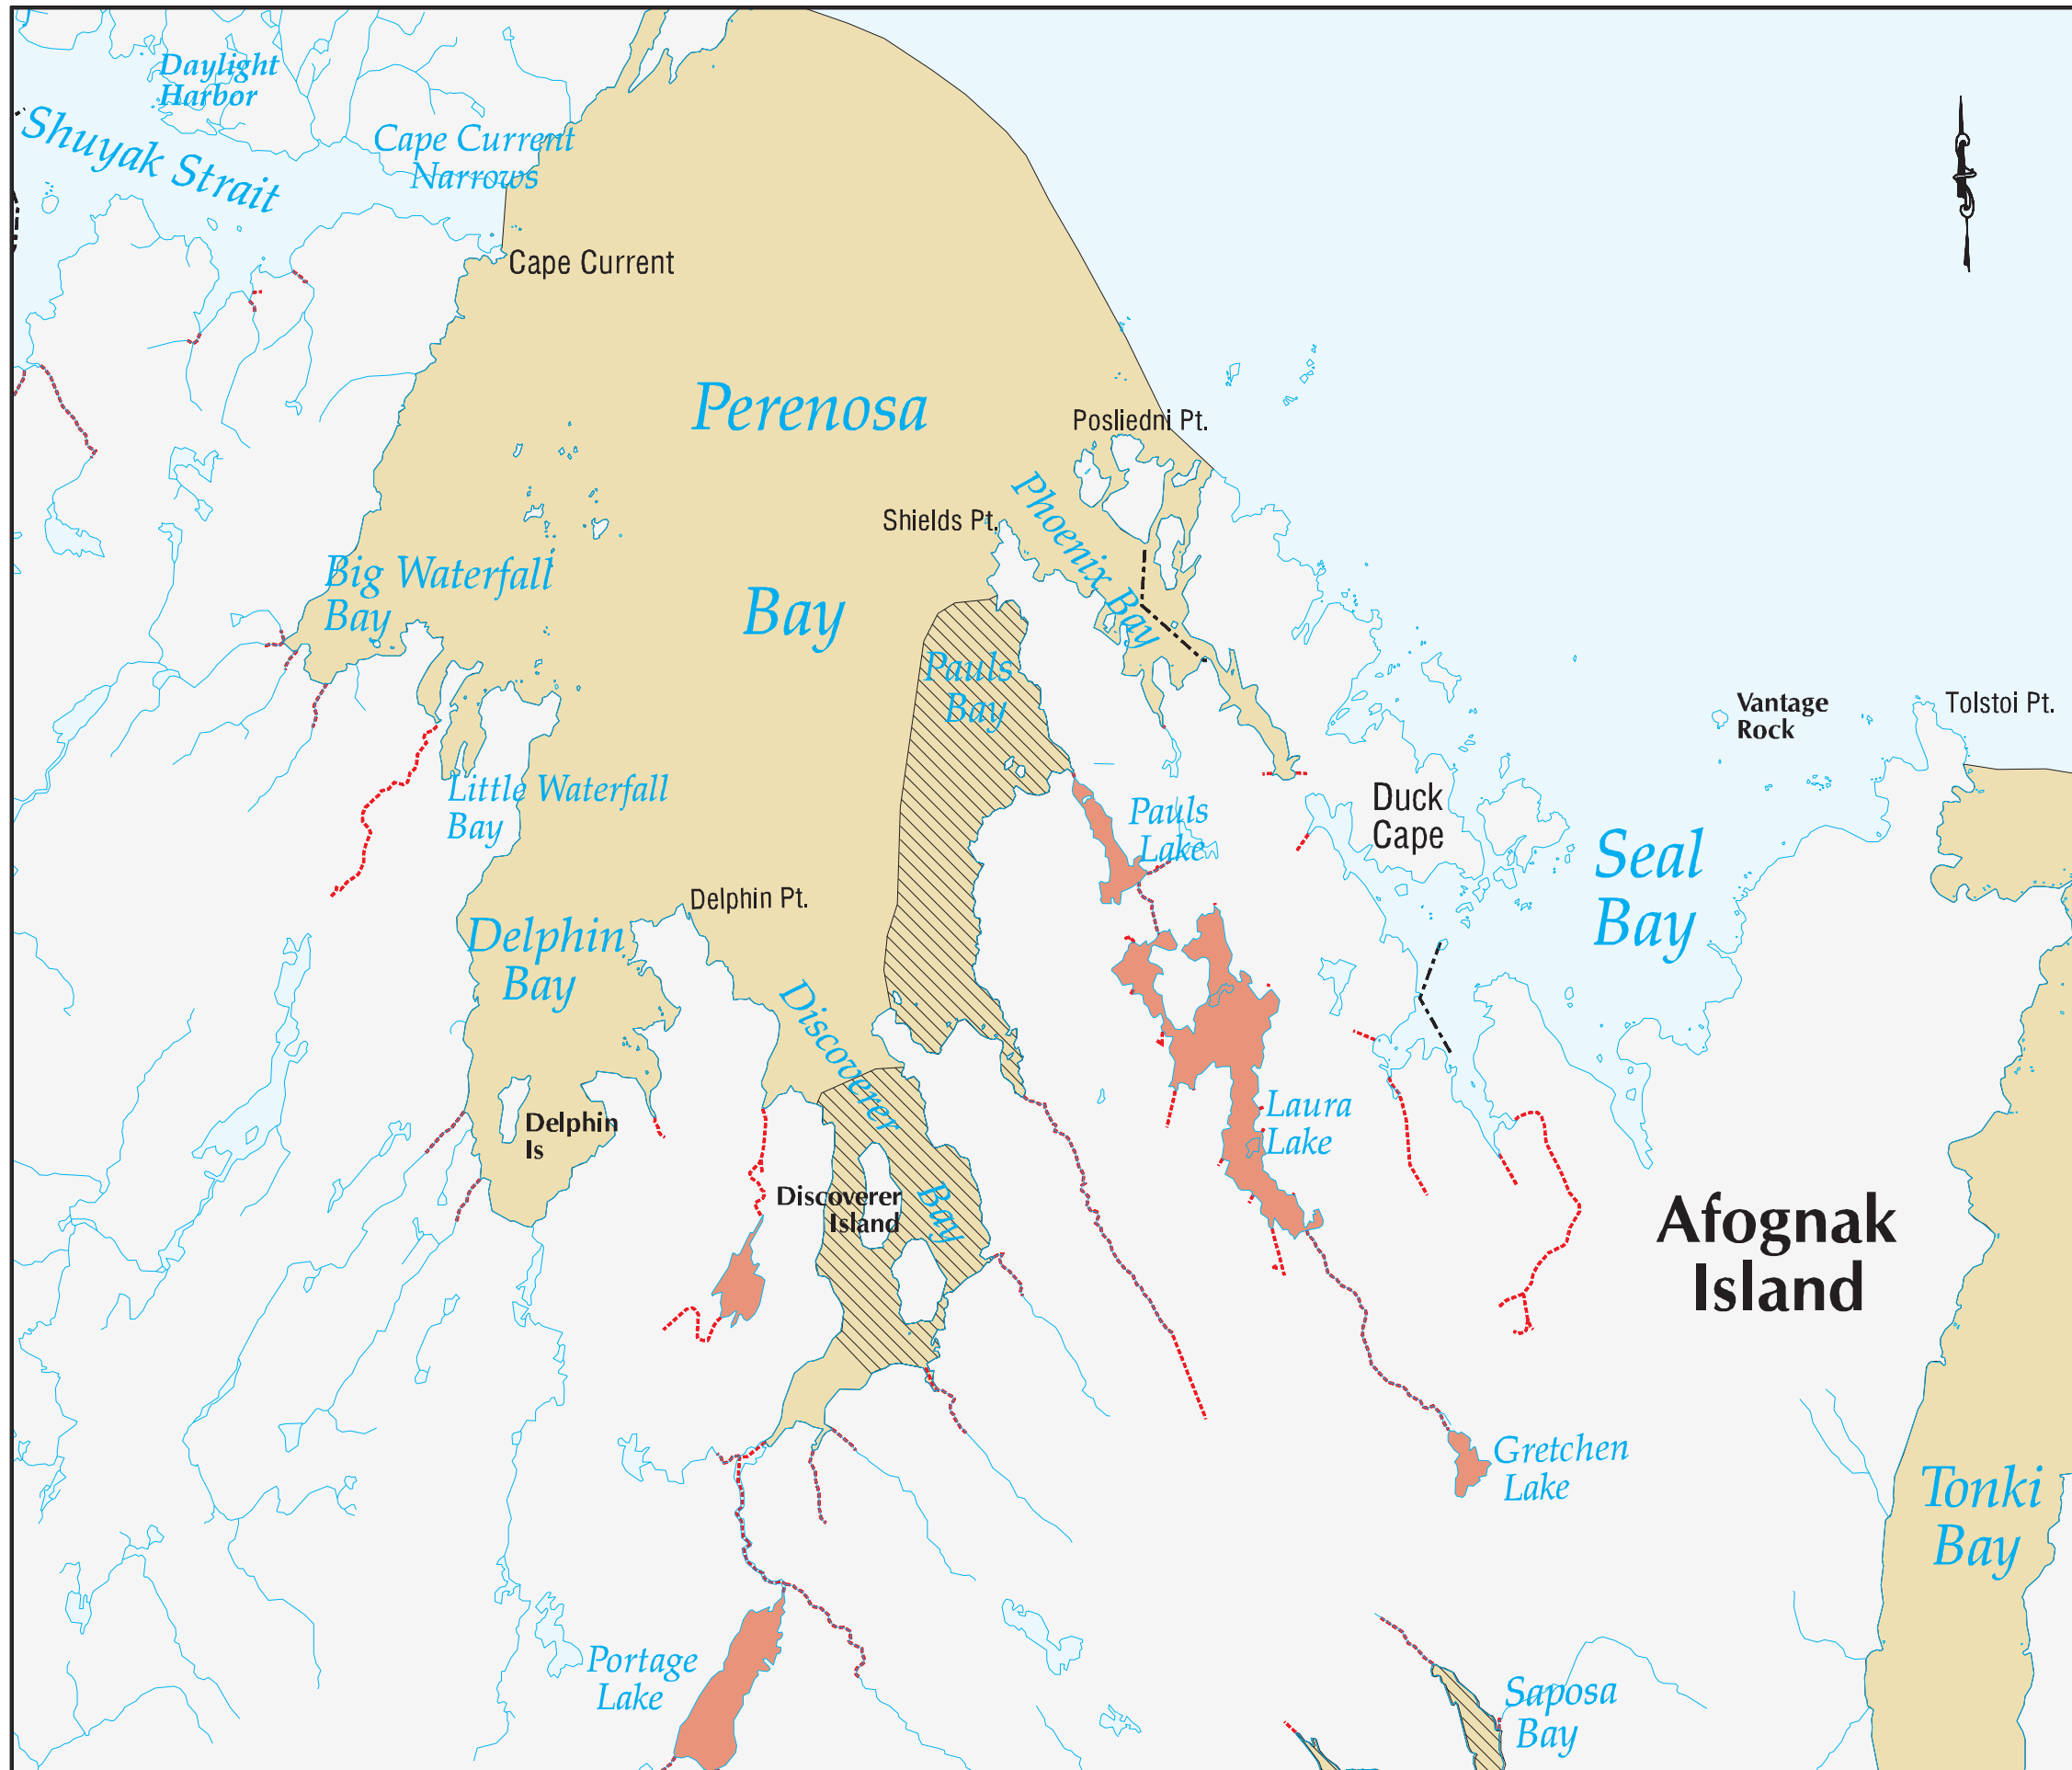 Daylight
Harbor
Shuyak Strait
Cape Current
Narrows
Cape Current
Perenosa
Bay
Posliedni Pt.
Shields Pt.
Phoenix Bay
Big Waterfall
Bay
Pauls
Bay
Vantage
Rock
Tolstoi Pt.
Little Waterfall
Bay
Pauls
Lake
Duck
Cape
Seal
Bay
Delphin Pt.
Delphin
Bay
Discoverer
Bay
Delphin
Is
Laura
Lake
Discoverer
Island
Afognak
Island
Gretchen
Lake
Tonki
Bay
Portage
Lake
Saposa
Bay